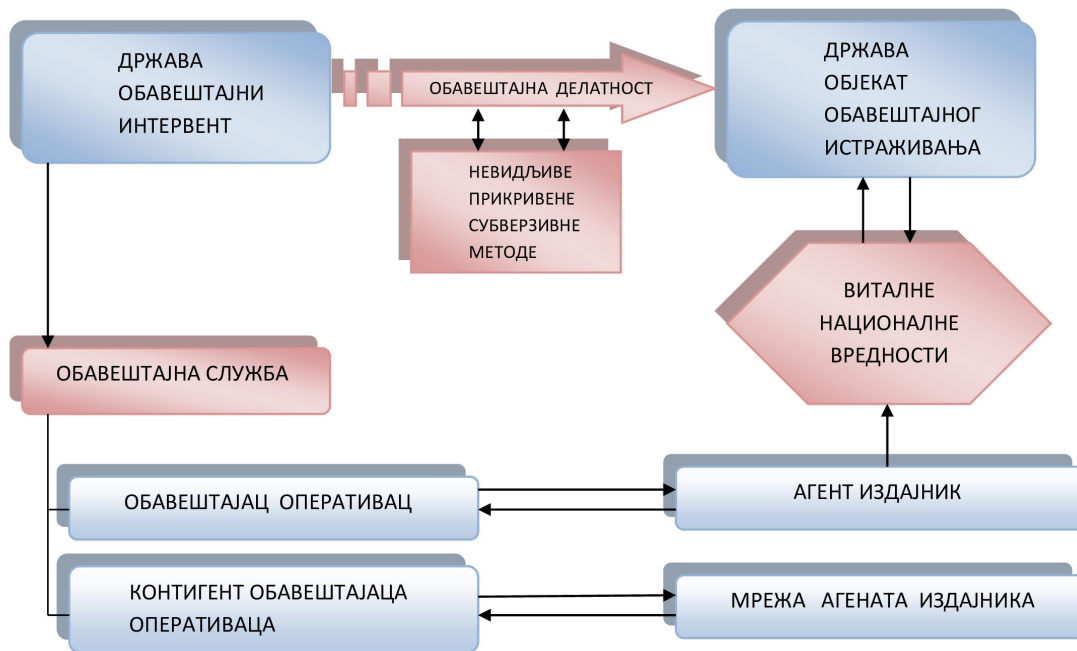 ДРЖАВА
ОБАВЕШТАЈНИ
ИНТЕРВЕНТ
ОБАВЕШТАЈНА ДЕЛАТНОСТ
ДРЖАВА
ОБЈЕКАТ
ОБАВЕШТАЈНОГ
ИСТРАЖИВАЊА
НЕВИДЉИВЕ
ПРИКРИВЕНЕ
СУБВЕРЗИВНЕ
МЕТОДЕ
ВИТАЛНЕ
НАЦИОНАЛНЕ
ВРЕДНОСТИ
ОБАВЕШТАЈНА СЛУЖБА
ОБАВЕШТАЈАЦ ОПЕРАТИВАЦ
АГЕНТ ИЗДАЈНИК
КОНТИГЕНТ ОБАВЕШТАЈАЦА
ОПЕРАТИВАЦА
МРЕЖА АГЕНАТА ИЗДАЈНИКА